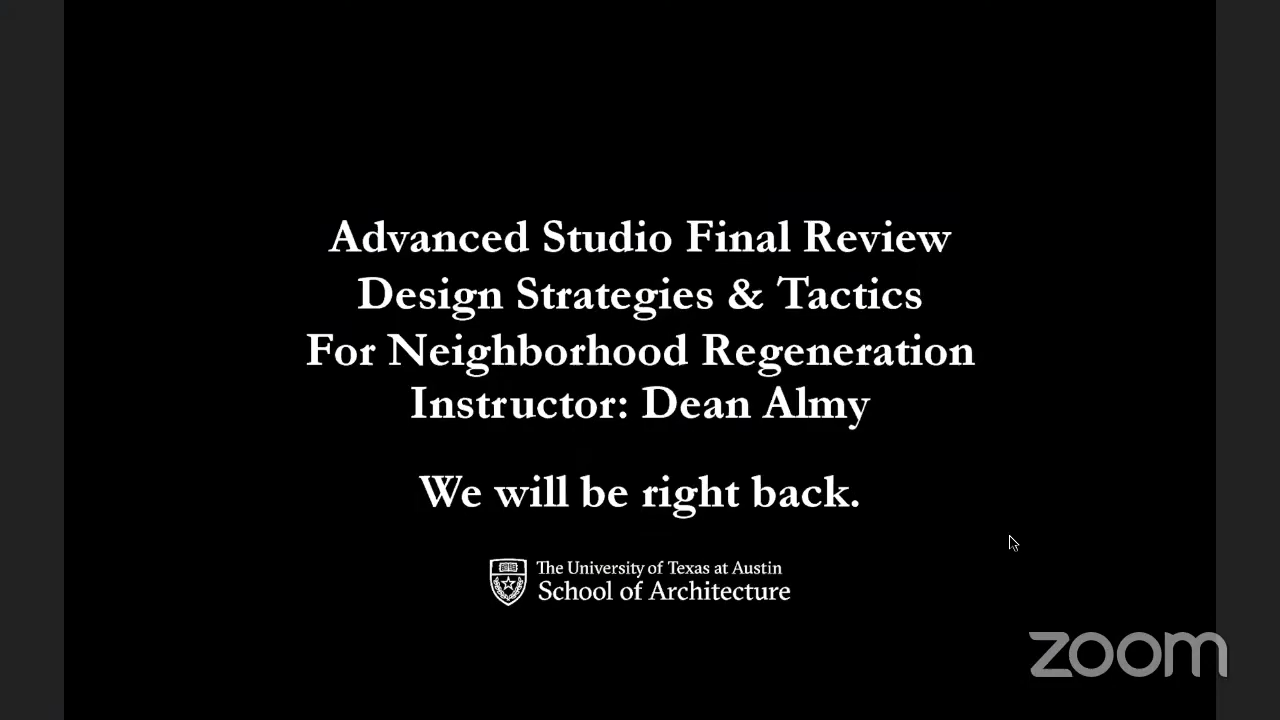 Advanced Studio Final Review
Design Strategies & Tactics
For Neighborhood Regeneration
Instructor: Dean Almy
We will be right back.
The University of Texas at Austin
School of Architecture
zoom